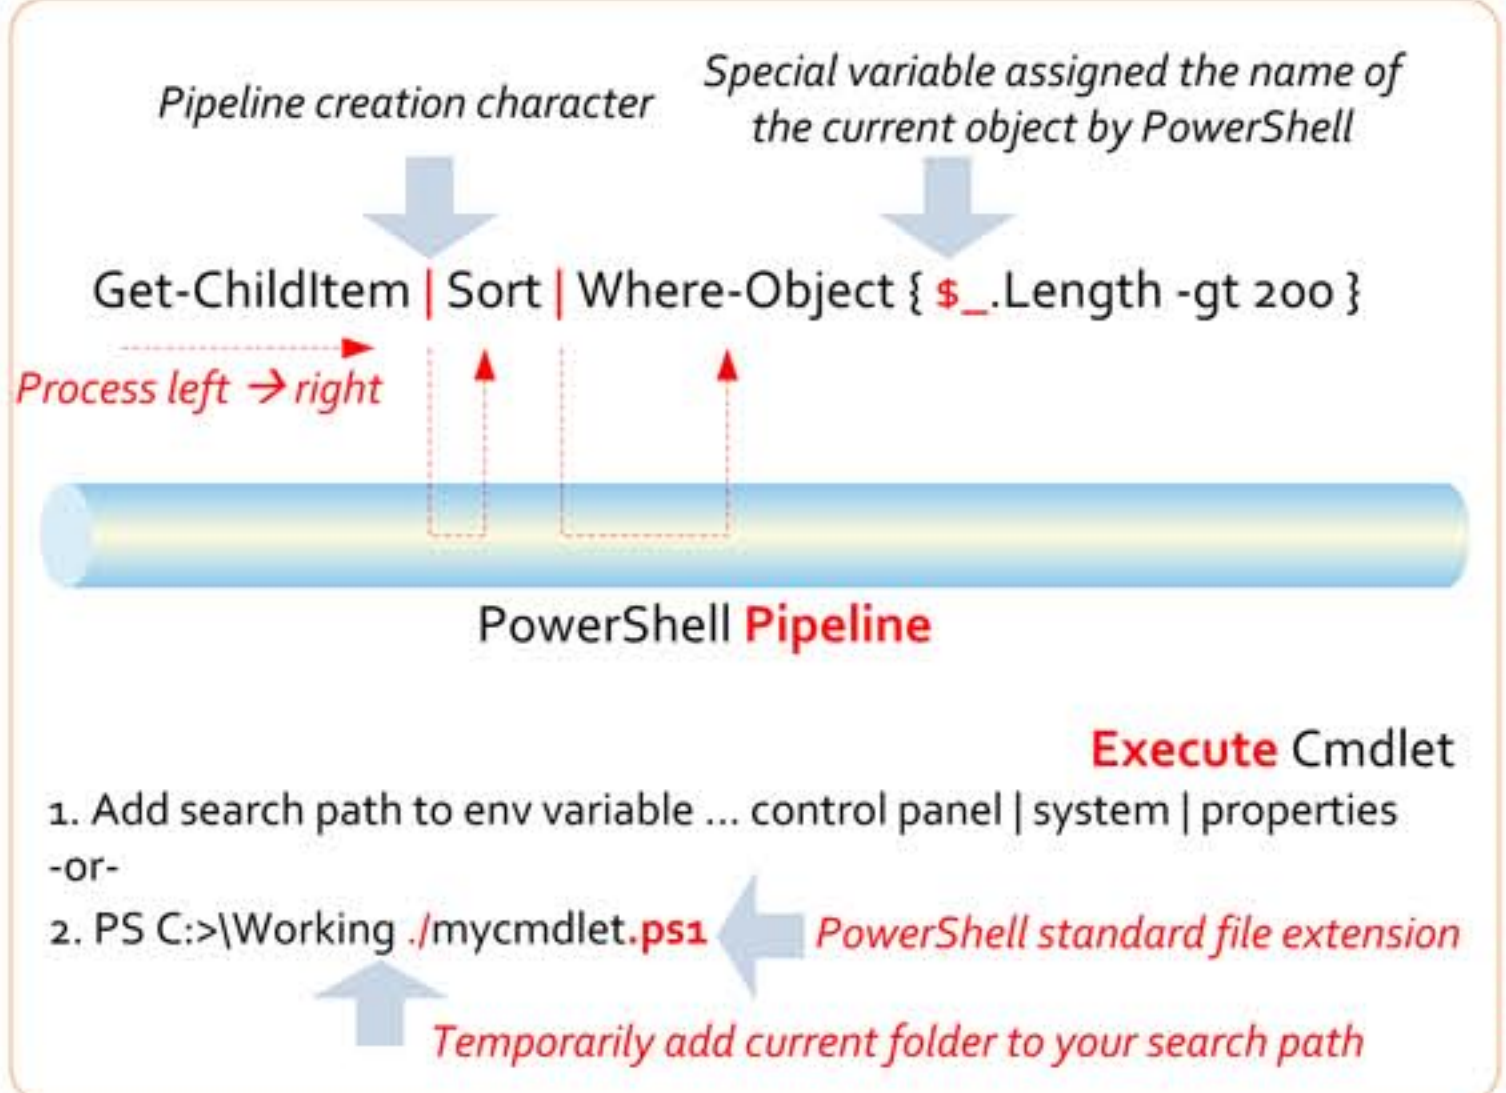 Pipeline creation character
Special variable assigned the name of
the current object by PowerShell
Get-ChildItem | Sort | Where-Object { $_.Length -gt 200 }
Process left → right
PowerShell Pipeline
Execute Cmdlet
1. Add search path to env variable ... control panel | system | properties
-or-
2. PS C:>\Working ./mycmdlet.ps1
PowerShell standard file extension
Temporarily add current folder to your search path